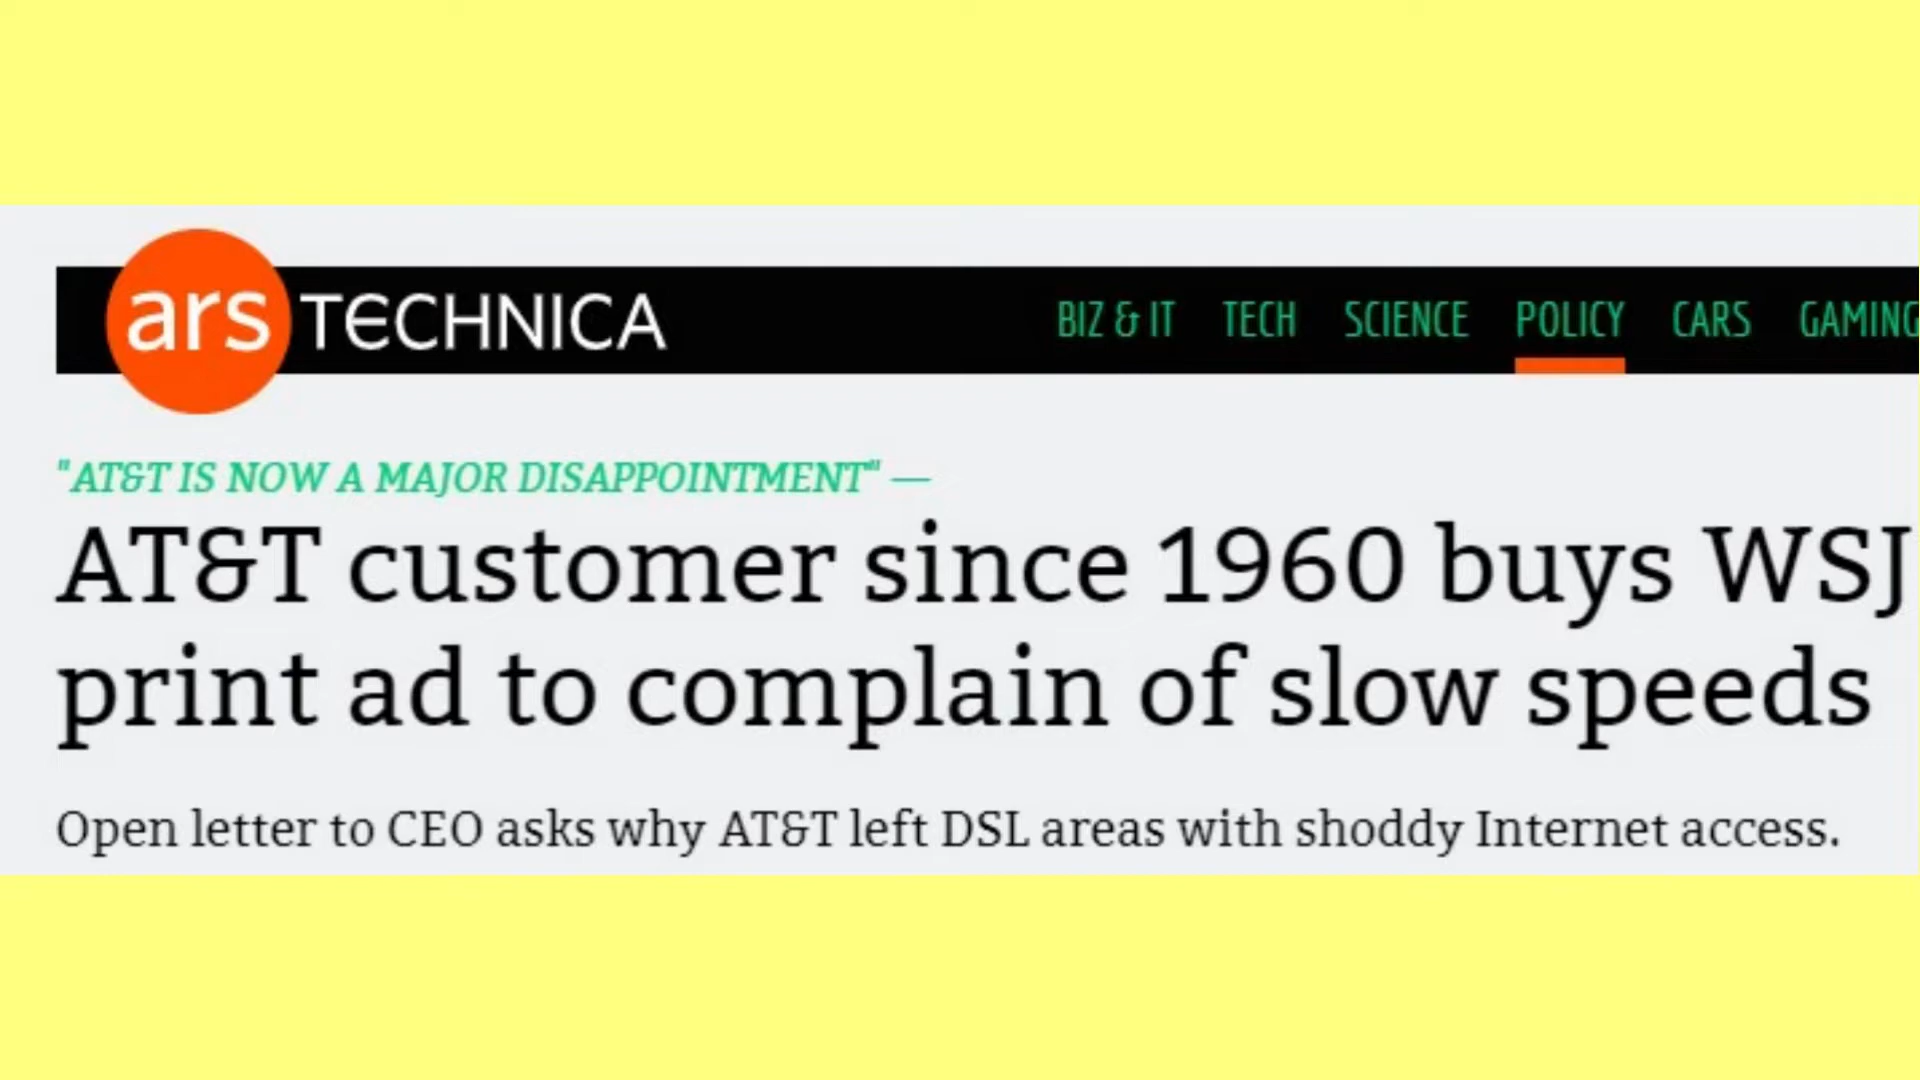 ars TECHNICA
BIZ & IT TECH SCIENCE POLICY CARS GAMING
"AT&T IS NOW A MAJOR DISAPPOINTMENT" —
AT&T customer since 1960 buys WSJ
print ad to complain of slow speeds
Open letter to CEO asks why AT&T left DSL areas with shoddy Internet access.